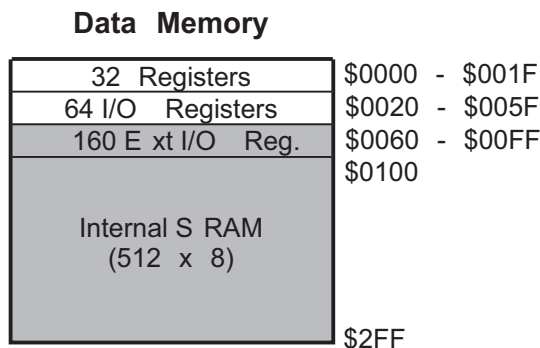 Data Memory
32 Registers $0000 - $001F
64 I/O Registers $0020 - $005F
160 E xt I/O Reg. $0060 - $00FF
$0100
Internal S RAM
(512 x 8)
$2FF